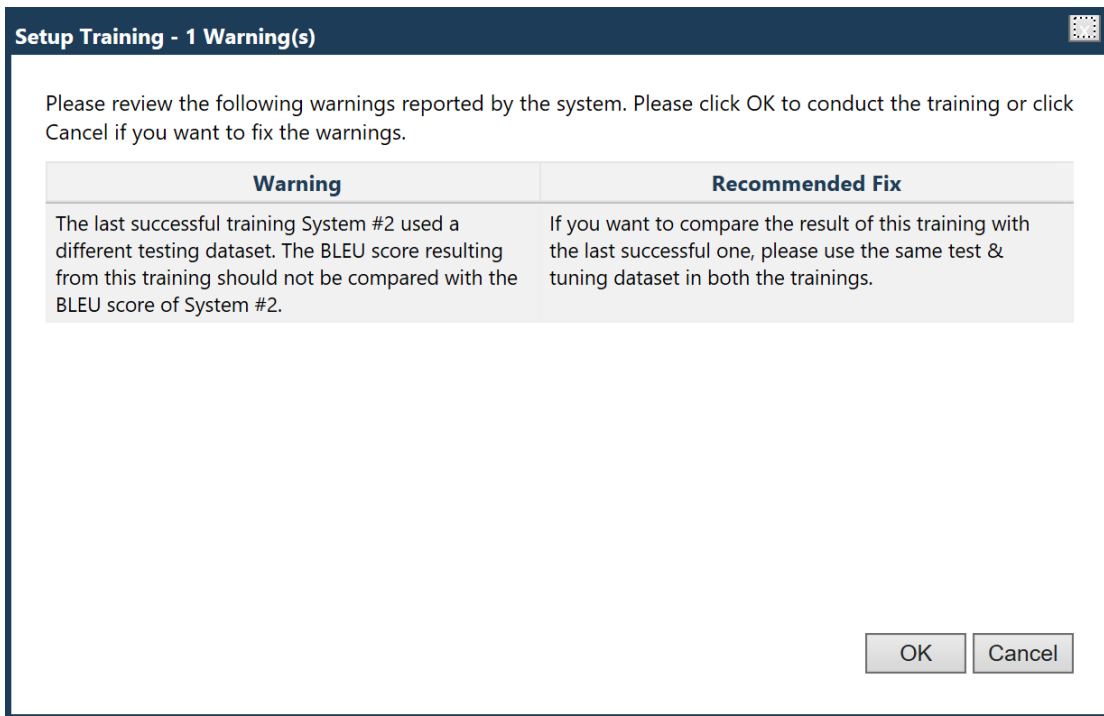 Setup Training - 1 Warning(s)
x
Please review the following warnings reported by the system. Please click OK to conduct the training or click
Cancel if you want to fix the warnings.
Warning
Recommended Fix
The last successful training System #2 used a
different testing dataset. The BLEU score resulting
from this training should not be compared with the
BLEU score of System #2.
If you want to compare the result of this training with
the last successful one, please use the same test &
tuning dataset in both the trainings.
OK
Cancel